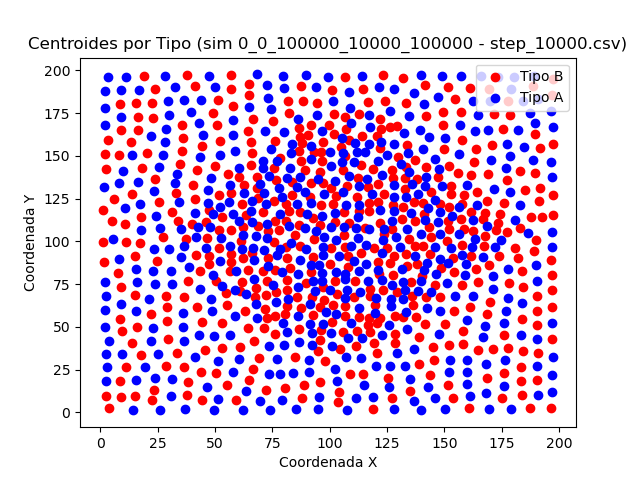 Centroides por Tipo (sim 0_0_100000_10000_100000 - step_10000.csv)
Tipo B
Tipo A
Coordenada Y
200
175
150
125
100
75
50
25
0
0 25 50 75 100 125 150 175 200
Coordenada X